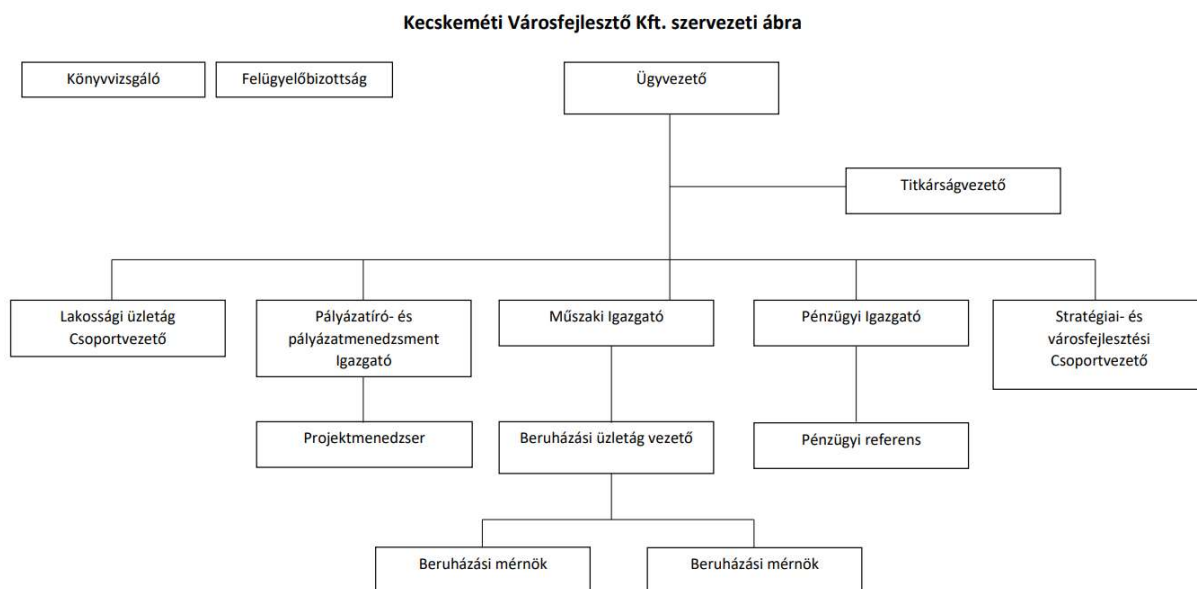 Kecskeméti Városfejlesztő Kft. szervezeti ábra
Könyvvizsgáló
Felügyelőbizottság
Ügyvezető
Titkárságvezető
Lakossági üzletág
Csoportvezető
Pályázatíró- és
pályázatmenedzsment
Igazgató
Műszaki Igazgató
Pénzügyi Igazgató
Stratégiai- és
városfejlesztési
Csoportvezető
Projektmenedzser
Beruházási üzletág vezető
Pénzügyi referens
Beruházási mérnök
Beruházási mérnök